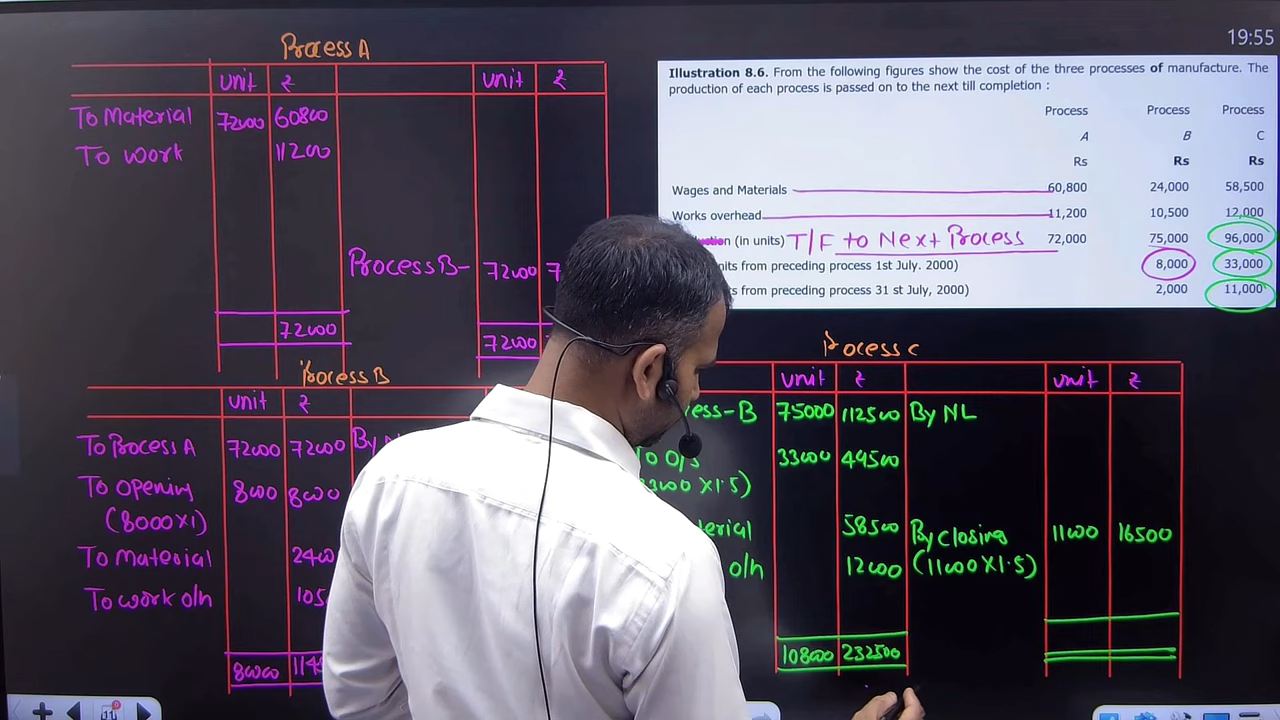 19:55
Process A
unit ₹ unit ₹
To Material 72000 60800
To work 11200
Process B- 72000 7
72000 72000
Illustration 8.6. From the following figures show the cost of the three processes of manufacture. The
production of each process is passed on to the next till completion :
Process Process Process
A B C
Rs Rs Rs
Wages and Materials 60,800 24,000 58,500
Works overhead 11,200 10,500 12,000
(in units) T/F to Next Process 72,000 75,000 96,000
from preceding process 1st July. 2000) 8,000 33,000
from preceding process 31 st July, 2000) 2,000 11,000
Process B
unit ₹
To Process A 72000 72000 By
To Opening 8000 8000
(8000X1)
To Material
To work o/h
80000
Process C
unit ₹ unit ₹
-B 75000 112500 By NL
To O/s 33000 49500
X1.5)
58500 By closing 11000 16500
o/h 12000 (11000X1.5)
108000 232500
11